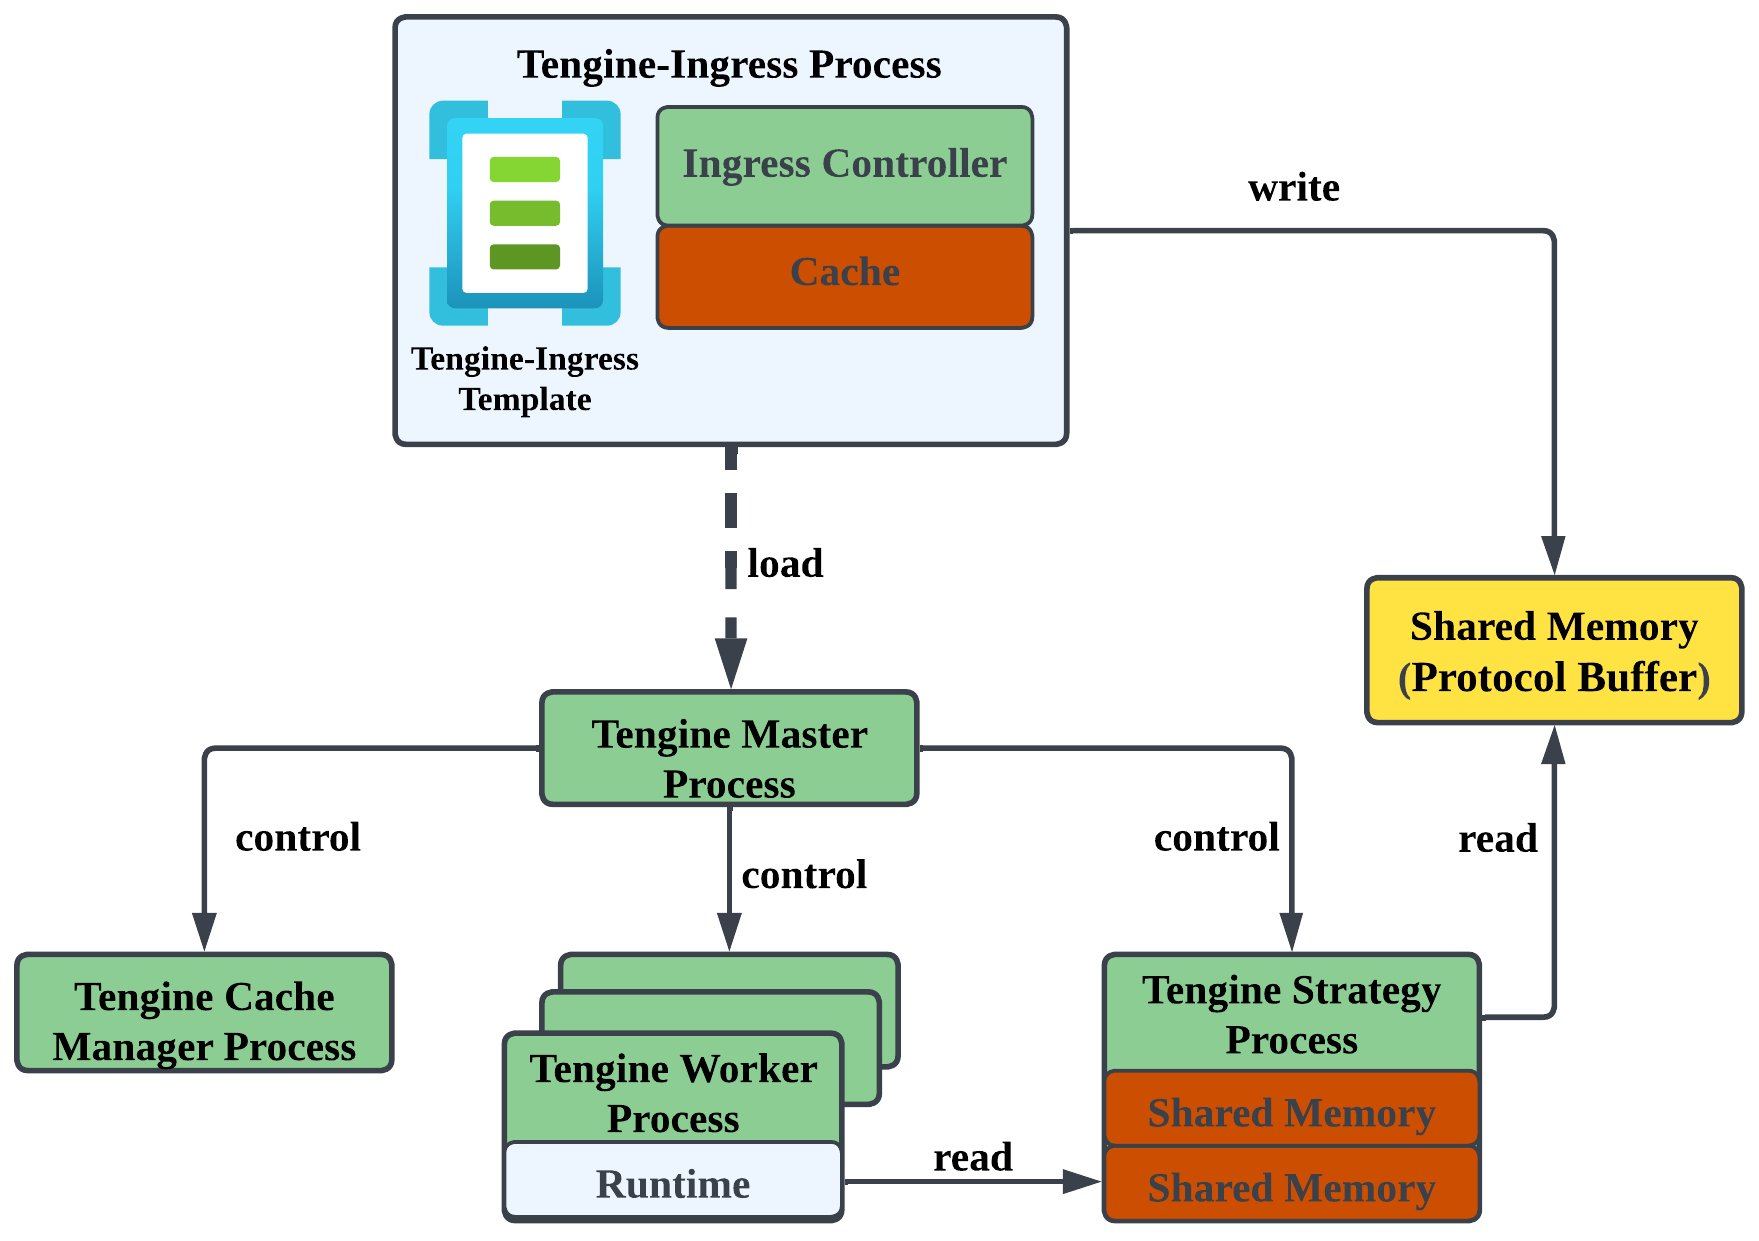 Tengine-Ingress Process
Ingress Controller
Cache
Tengine-Ingress
Template
write
load
Shared Memory
(Protocol Buffer)
Tengine Master
Process
control
control
control
read
Tengine Cache
Manager Process
Tengine Worker
Process
Runtime
read
Tengine Strategy
Process
Shared Memory
Shared Memory